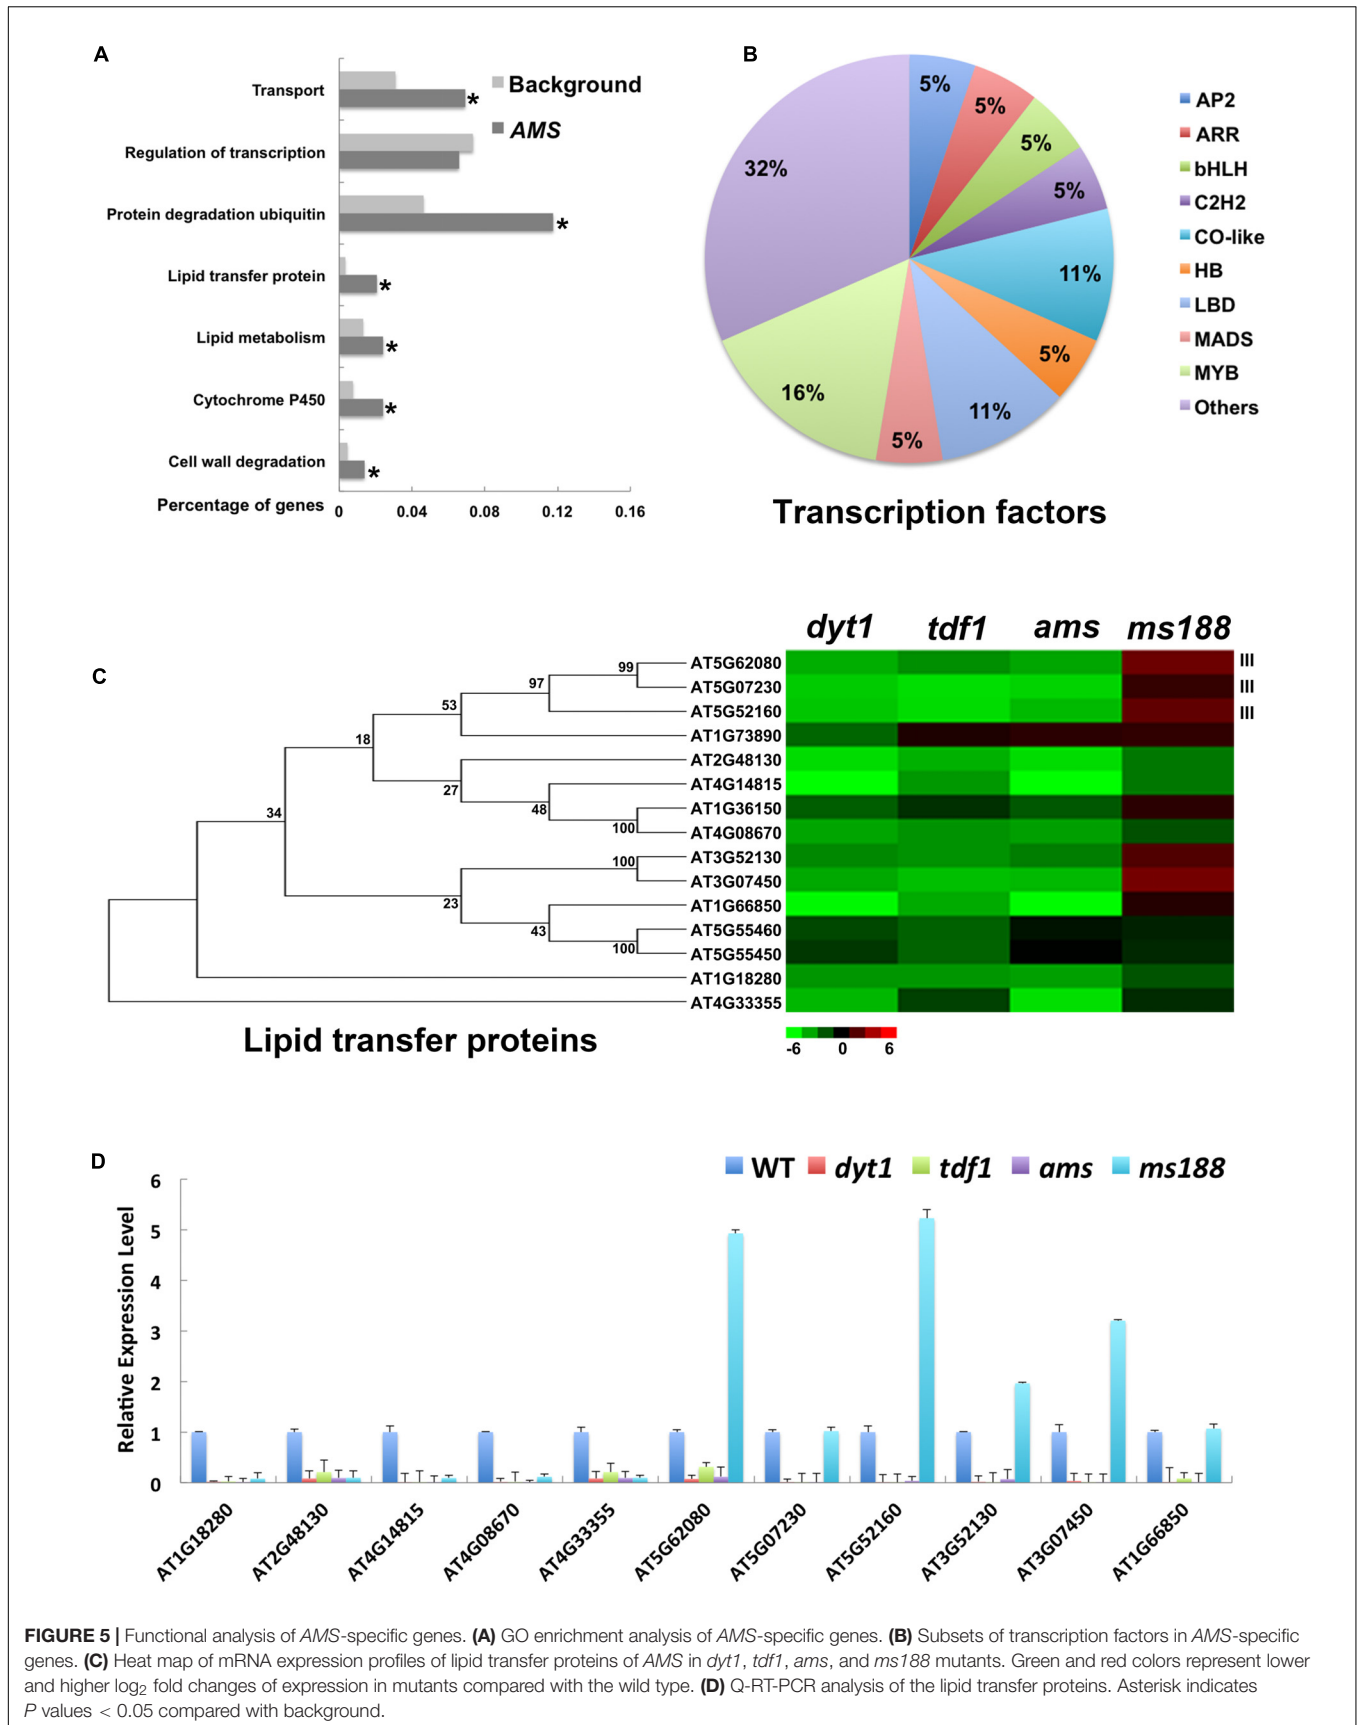 A
Background
AMS
Transport
Regulation of transcription
Protein degradation ubiquitin
Lipid transfer protein
Lipid metabolism
Cytochrome P450
Cell wall degradation
*
*
*
*
*
*
Percentage of genes
0 0.04 0.08 0.12 0.16
B
5%
5%
5%
5%
11%
5%
11%
5%
16%
32%
AP2
ARR
bHLH
C2H2
CO-like
HB
LBD
MADS
MYB
Others
Transcription factors
C
dyt1 tdf1 ams ms188
99
97
53
18
34
27
48
100
100
23
43
100
AT5G62080 III
AT5G07230 III
AT5G52160 III
AT1G73890
AT2G48130
AT4G14815
AT1G36150
AT4G08670
AT3G52130
AT3G07450
AT1G66850
AT5G55460
AT5G55450
AT1G18280
AT4G33355
Lipid transfer proteins
-6 0 6
D
WT dyt1 tdf1 ams ms188
Relative Expression Level
6
5
4
3
2
1
0
AT1G18280
AT2G48130
AT4G14815
AT4G08670
AT4G33355
AT5G62080
AT5G07230
AT5G52160
AT3G52130
AT3G07450
AT1G66850
FIGURE 5 | Functional analysis of AMS-specific genes. (A) GO enrichment analysis of AMS-specific genes. (B) Subsets of transcription factors in AMS-specific
genes. (C) Heat map of mRNA expression profiles of lipid transfer proteins of AMS in dyt1, tdf1, ams, and ms188 mutants. Green and red colors represent lower
and higher log2 fold changes of expression in mutants compared with the wild type. (D) Q-RT-PCR analysis of the lipid transfer proteins. Asterisk indicates
P values < 0.05 compared with background.